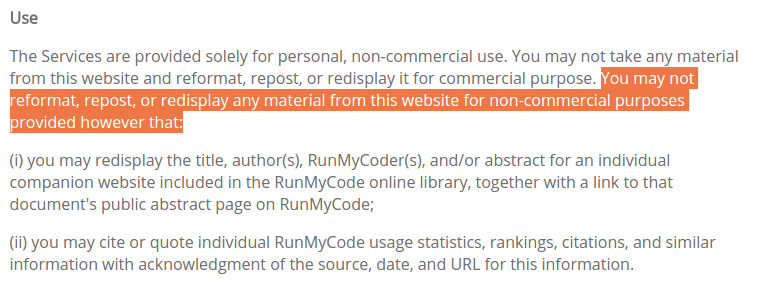 Use
The Services are provided solely for personal, non-commercial use. You may not take any material
from this website and reformat, repost, or redisplay it for commercial purpose. You may not
reformat, repost, or redisplay any material from this website for non-commercial purposes
provided however that:
(i) you may redisplay the title, author(s), RunMyCoder(s), and/or abstract for an individual
companion website included in the RunMyCode online library, together with a link to that
document's public abstract page on RunMyCode;
(ii) you may cite or quote individual RunMyCode usage statistics, rankings, citations, and similar
information with acknowledgment of the source, date, and URL for this information.